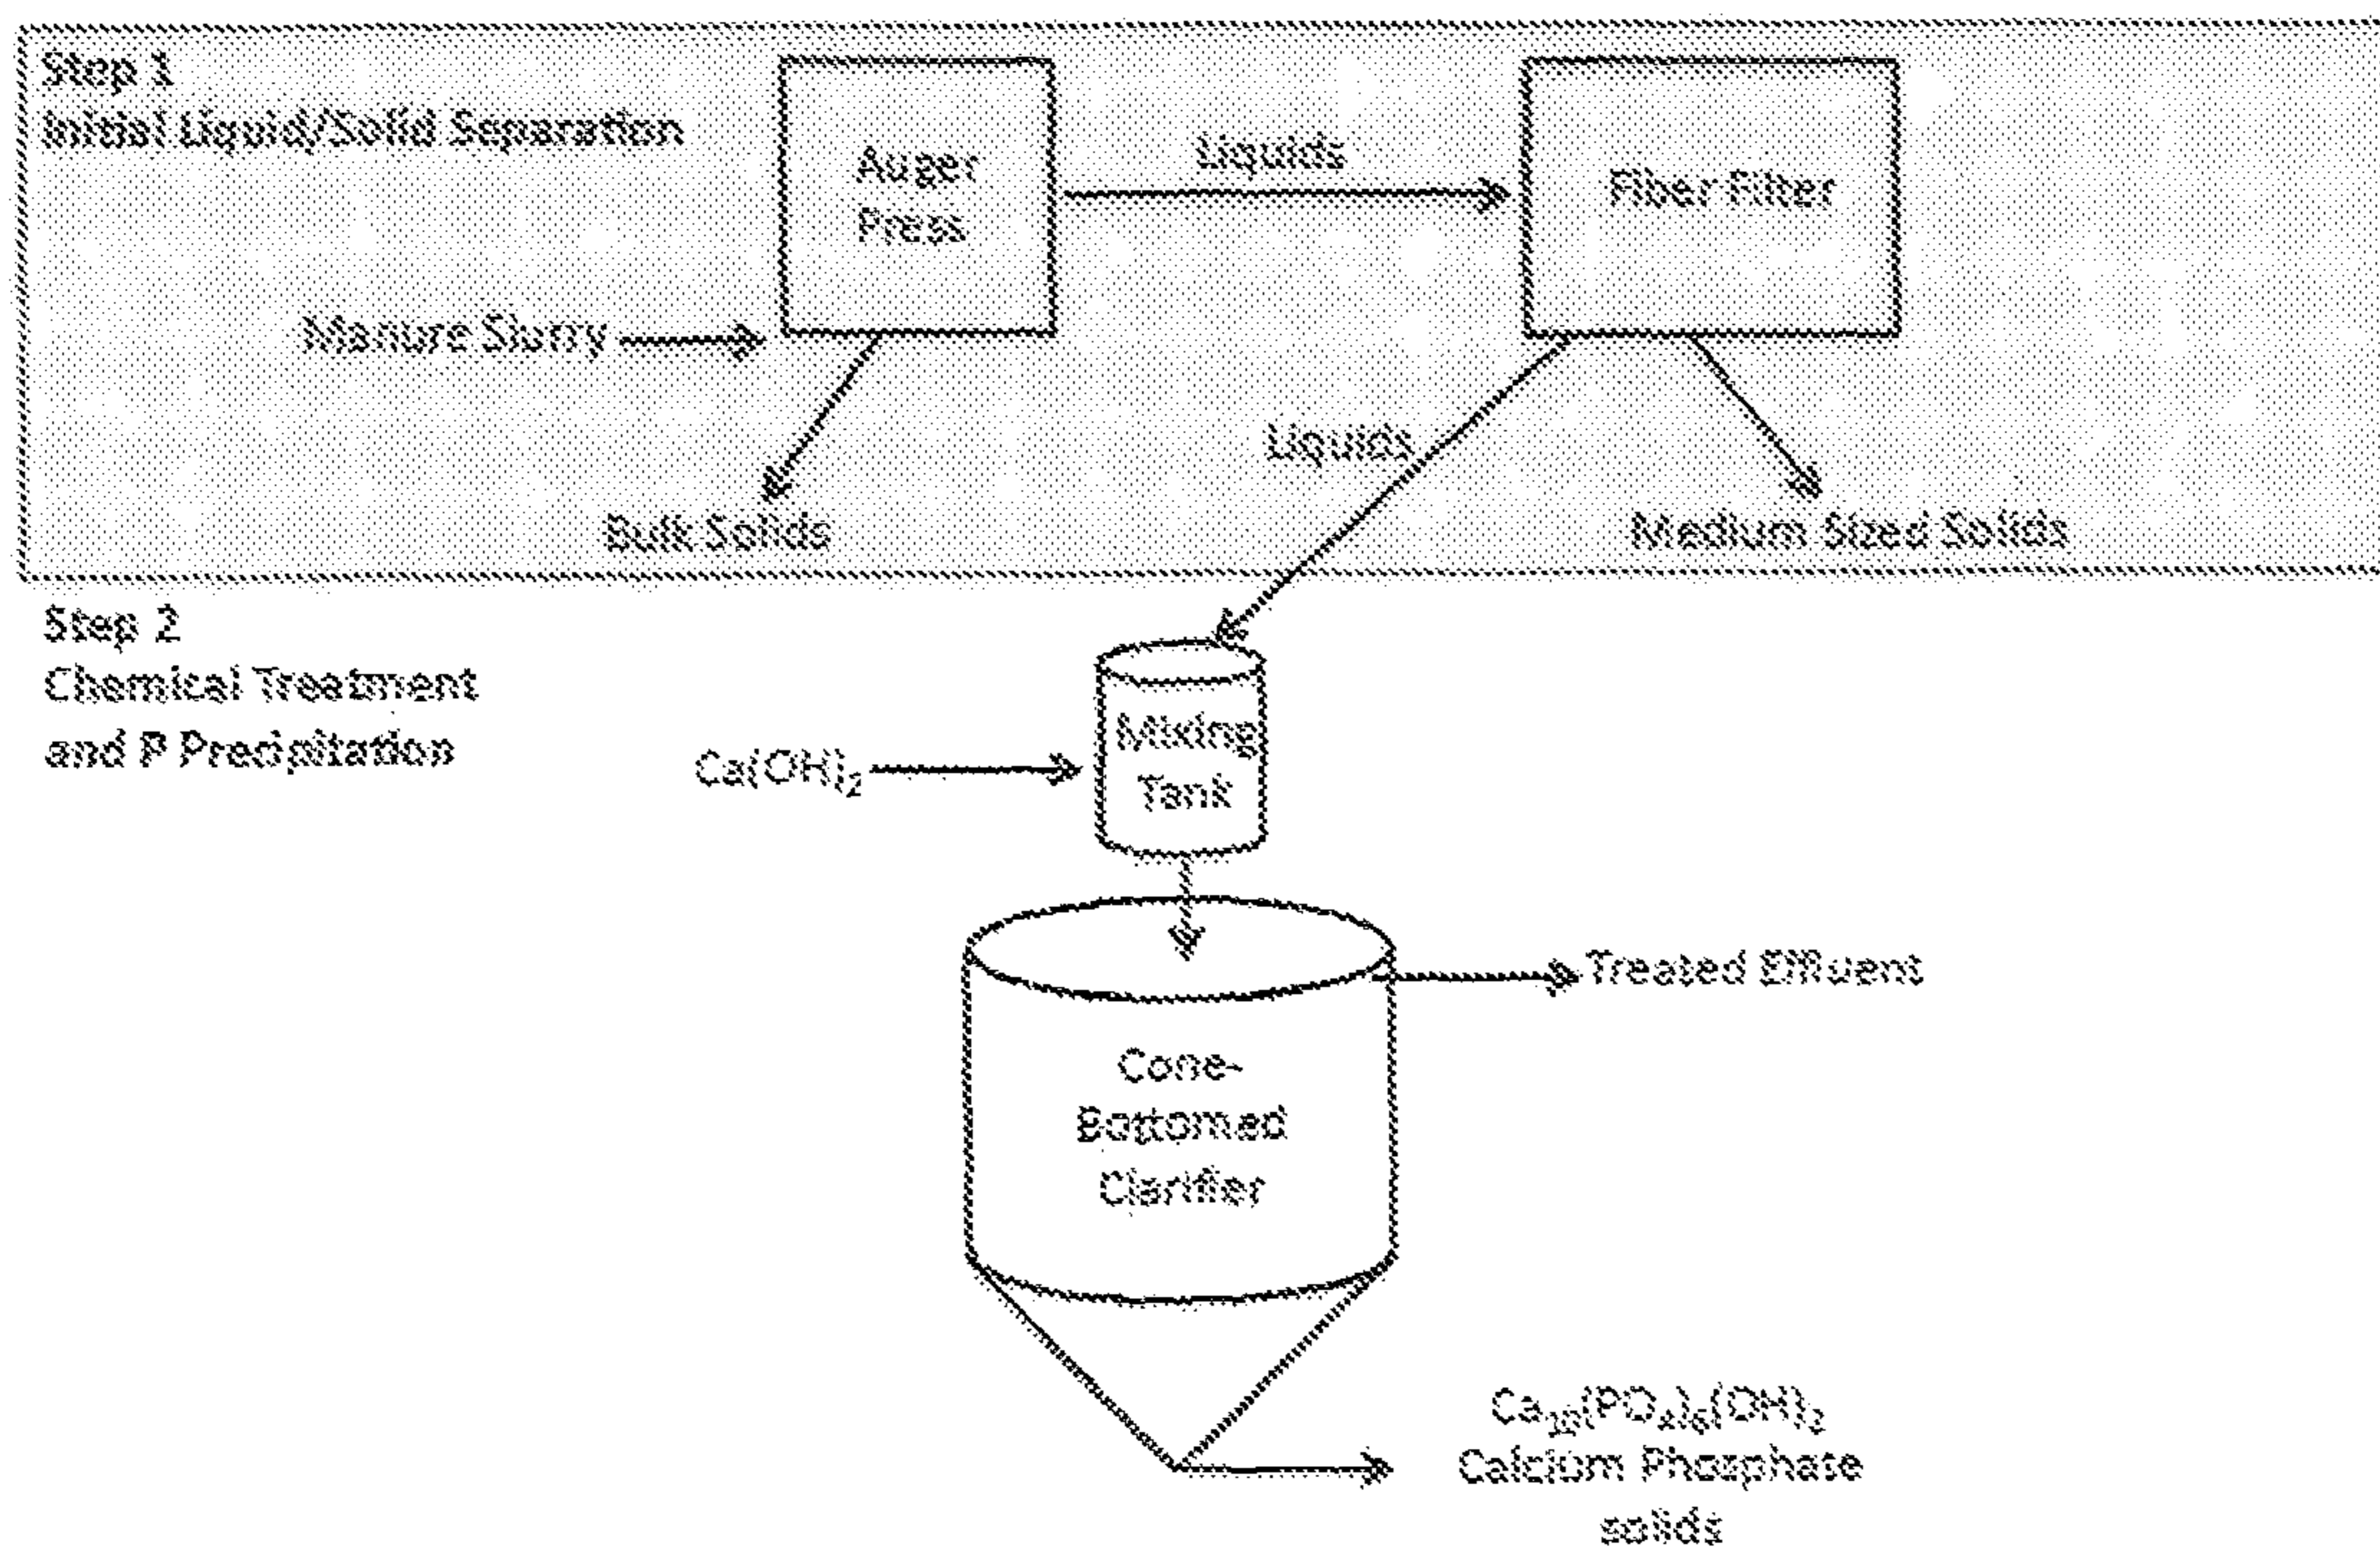 Step 1
Initial Liquid/Solid Separation
Auger
Press
Liquids
Fiber Filter
Manure Slurry
Liquids
Bulk Solids
Medium Sized Solids
Step 2
Chemical Treatment
and P Precipitation
Mixing
Tank
Ca(OH)₂
Treated Effluent
Cone-
Bottomed
Clarifier
Ca₁₀(PO₄)₆(OH)₂
Calcium Phosphate
solids